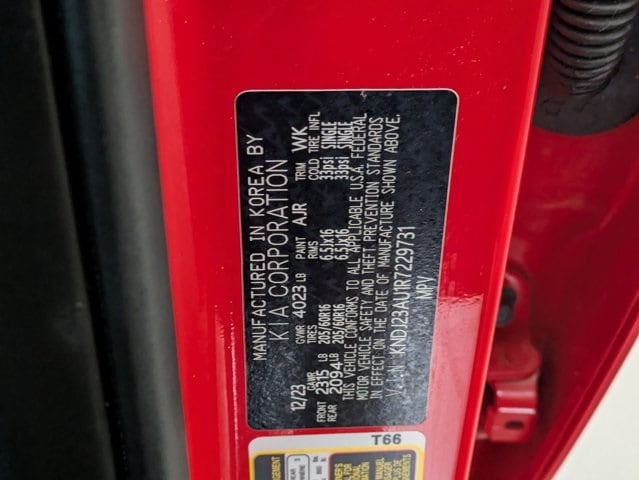 MANUFACTURED IN KOREA BY
KIA CORPORATION
12/23 GVWR 4023 LB PAINT AJR TRIM WK
GAWR TIRES RIMS COLD TIRE INFL
FRONT 2315 LB 205/60R16 6.5Jx16 33psi SINGLE
REAR 2094 LB 205/60R16 6.5Jx16 33psi SINGLE
THIS VEHICLE CONFORMS TO ALL APPLICABLE U.S.A. FEDERAL
MOTOR VEHICLE SAFETY AND THEFT PREVENTION STANDARDS
IN EFFECT ON THE DATE OF MANUFACTURE SHOWN ABOVE.
V.I.N: KNDJ23AU1R7229731
MPV
T66